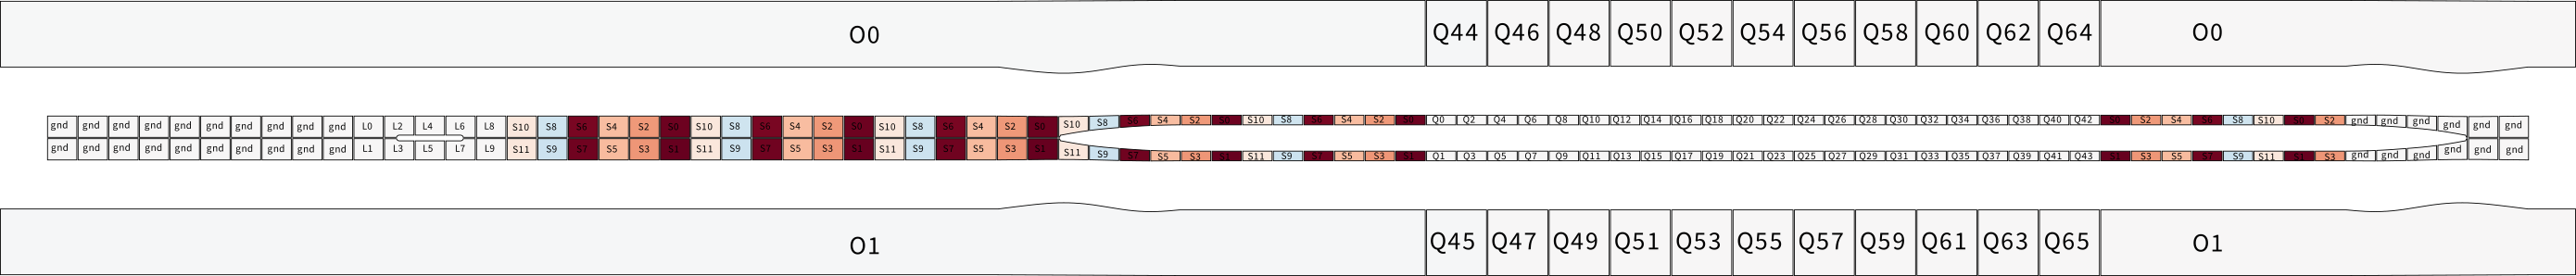 O0 Q44 Q46 Q48 Q50 Q52 Q54 Q56 Q58 Q60 Q62 Q64 O0
gnd gnd gnd gnd gnd gnd gnd gnd gnd gnd L0 L2 L4 L6 L8 S10 S8 S6 S4 S2 S0 S10 S8 S6 S4 S2 S0 S10 S8 S6 S4 S2 S0 S10 S8 S6 S4 S2 S0 S10 S8 S6 S4 S2 S0 Q0 Q2 Q4 Q6 Q8 Q10 Q12 Q14 Q16 Q18 Q20 Q22 Q24 Q26 Q28 Q30 Q32 Q34 Q36 Q38 Q40 Q42 S0 S2 S4 S6 S8 S10 S0 S2 gnd gnd gnd gnd gnd gnd
gnd gnd gnd gnd gnd gnd gnd gnd gnd gnd L1 L3 L5 L7 L9 S11 S9 S7 S5 S3 S1 S11 S9 S7 S5 S3 S1 S11 S9 S7 S5 S3 S1 S11 S9 S7 S5 S3 S1 S11 S9 S7 S5 S3 S1 Q1 Q3 Q5 Q7 Q9 Q11 Q13 Q15 Q17 Q19 Q21 Q23 Q25 Q27 Q29 Q31 Q33 Q35 Q37 Q39 Q41 Q43 S1 S3 S5 S7 S9 S11 S1 S3 gnd gnd gnd gnd gnd gnd
O1 Q45 Q47 Q49 Q51 Q53 Q55 Q57 Q59 Q61 Q63 Q65 O1